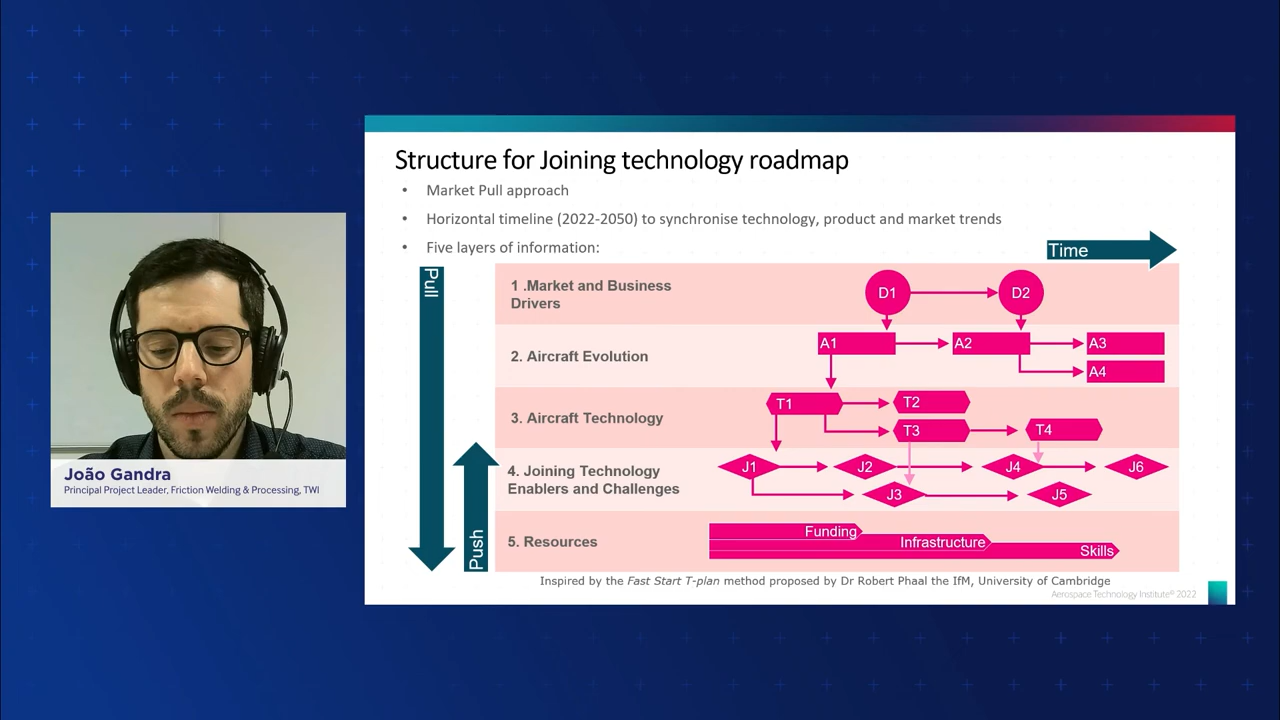 Structure for Joining technology roadmap
• Market Pull approach
• Horizontal timeline (2022-2050) to synchronise technology, product and market trends
• Five layers of information:
Time
Pull
1 .Market and Business
Drivers
D1
D2
2. Aircraft Evolution
A1
A2
A3
A4
3. Aircraft Technology
T1
T2
T3
T4
4. Joining Technology
Enablers and Challenges
J1
J2
J4
J6
J3
J5
Push
5. Resources
Funding
Infrastructure
Skills
Inspired by the Fast Start T-plan method proposed by Dr Robert Phaal the IfM, University of Cambridge
Aerospace Technology Institute® 2022
João Gandra
Principal Project Leader, Friction Welding & Processing, TWI